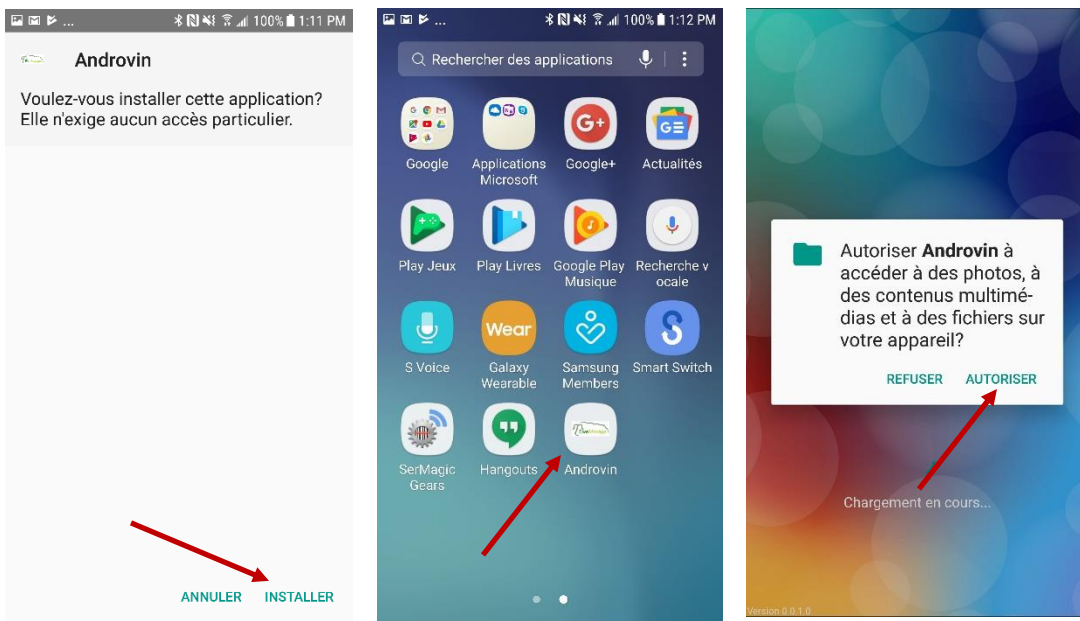 ... 100% 1:11 PM
Androvin
Voulez-vous installer cette application?
Elle n'exige aucun accès particulier.
ANNULER INSTALLER
... 100% 1:12 PM
Rechercher des applications
Google
Applications
Microsoft
Google+
Actualités
Play Jeux
Play Livres
Google Play
Musique
Recherche v
ocale
Wear
S Voice
Galaxy
Wearable
Samsung
Members
Smart Switch
SerMagic
Gears
Hangouts
Androvin
Autoriser Androvin à
accéder à des photos, à
des contenus multimé-
dias et à des fichiers sur
votre appareil?
REFUSER AUTORISER
Chargement en cours...
Version 0.0.1.0